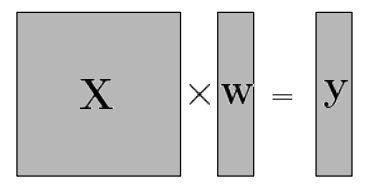 X × w = y